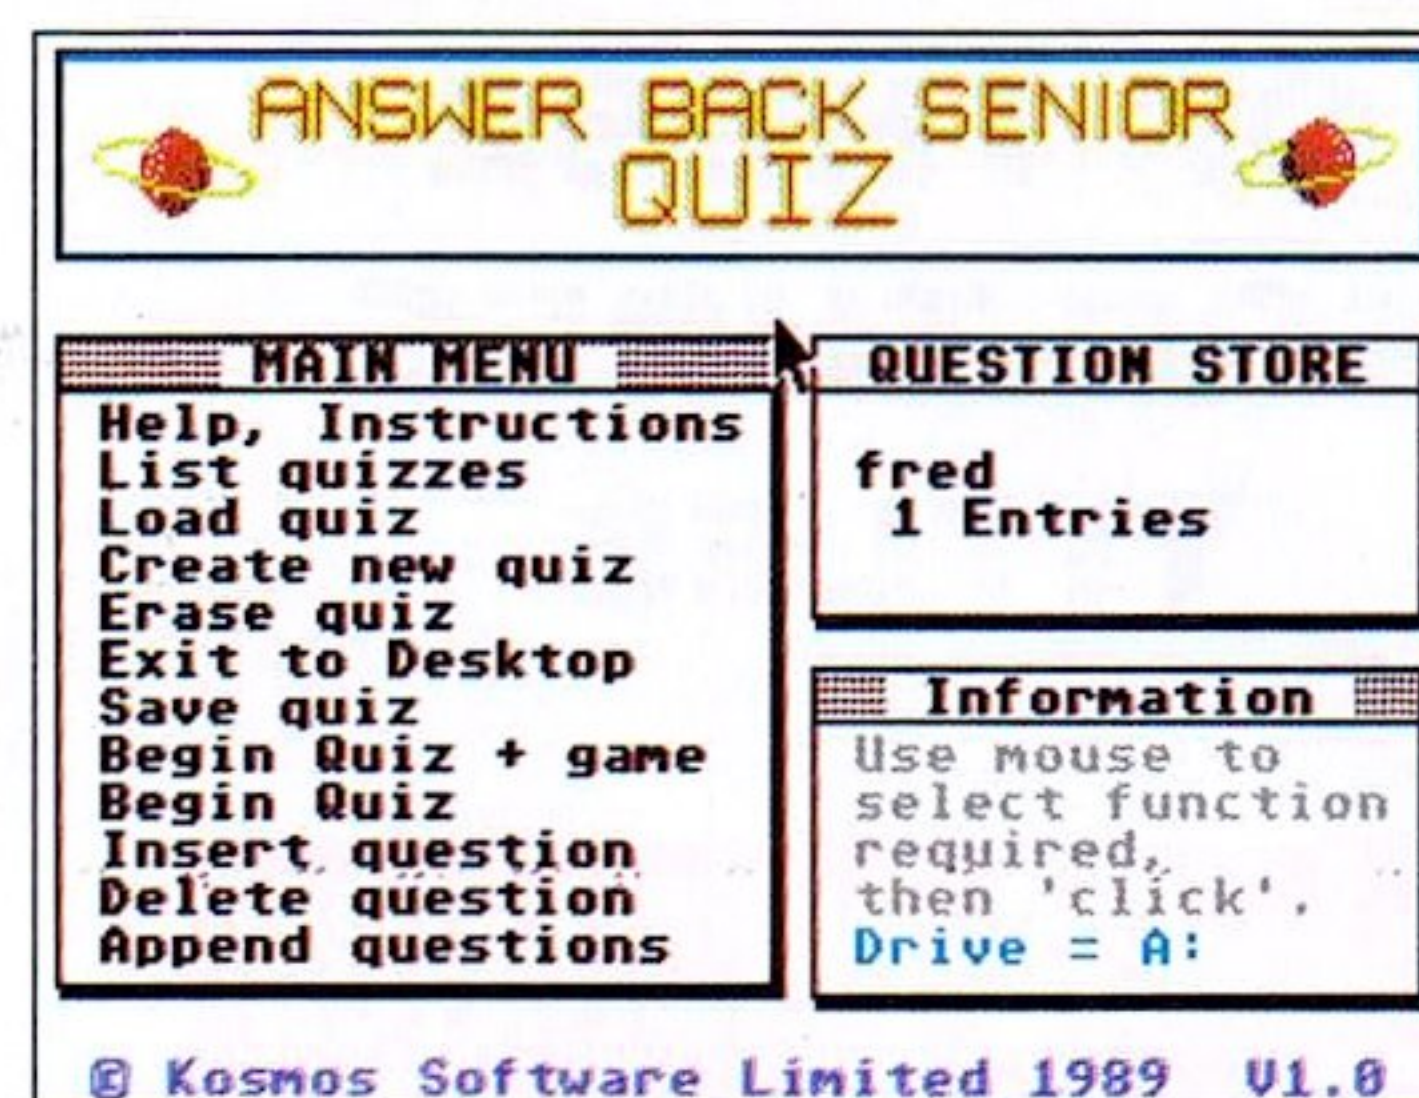 ANSWER BACK SENIOR
QUIZ
MAIN MENU
Help, Instructions
List quizzes
Load quiz
Create new quiz
Erase quiz
Exit to Desktop
Save quiz
Begin Quiz + game
Begin Quiz
Insert question
Delete question
Append questions
QUESTION STORE
fred
1 Entries
Information
Use mouse to
select function
required,
then 'click'.
Drive = A:
© Kosmos Software Limited 1989 V1.0